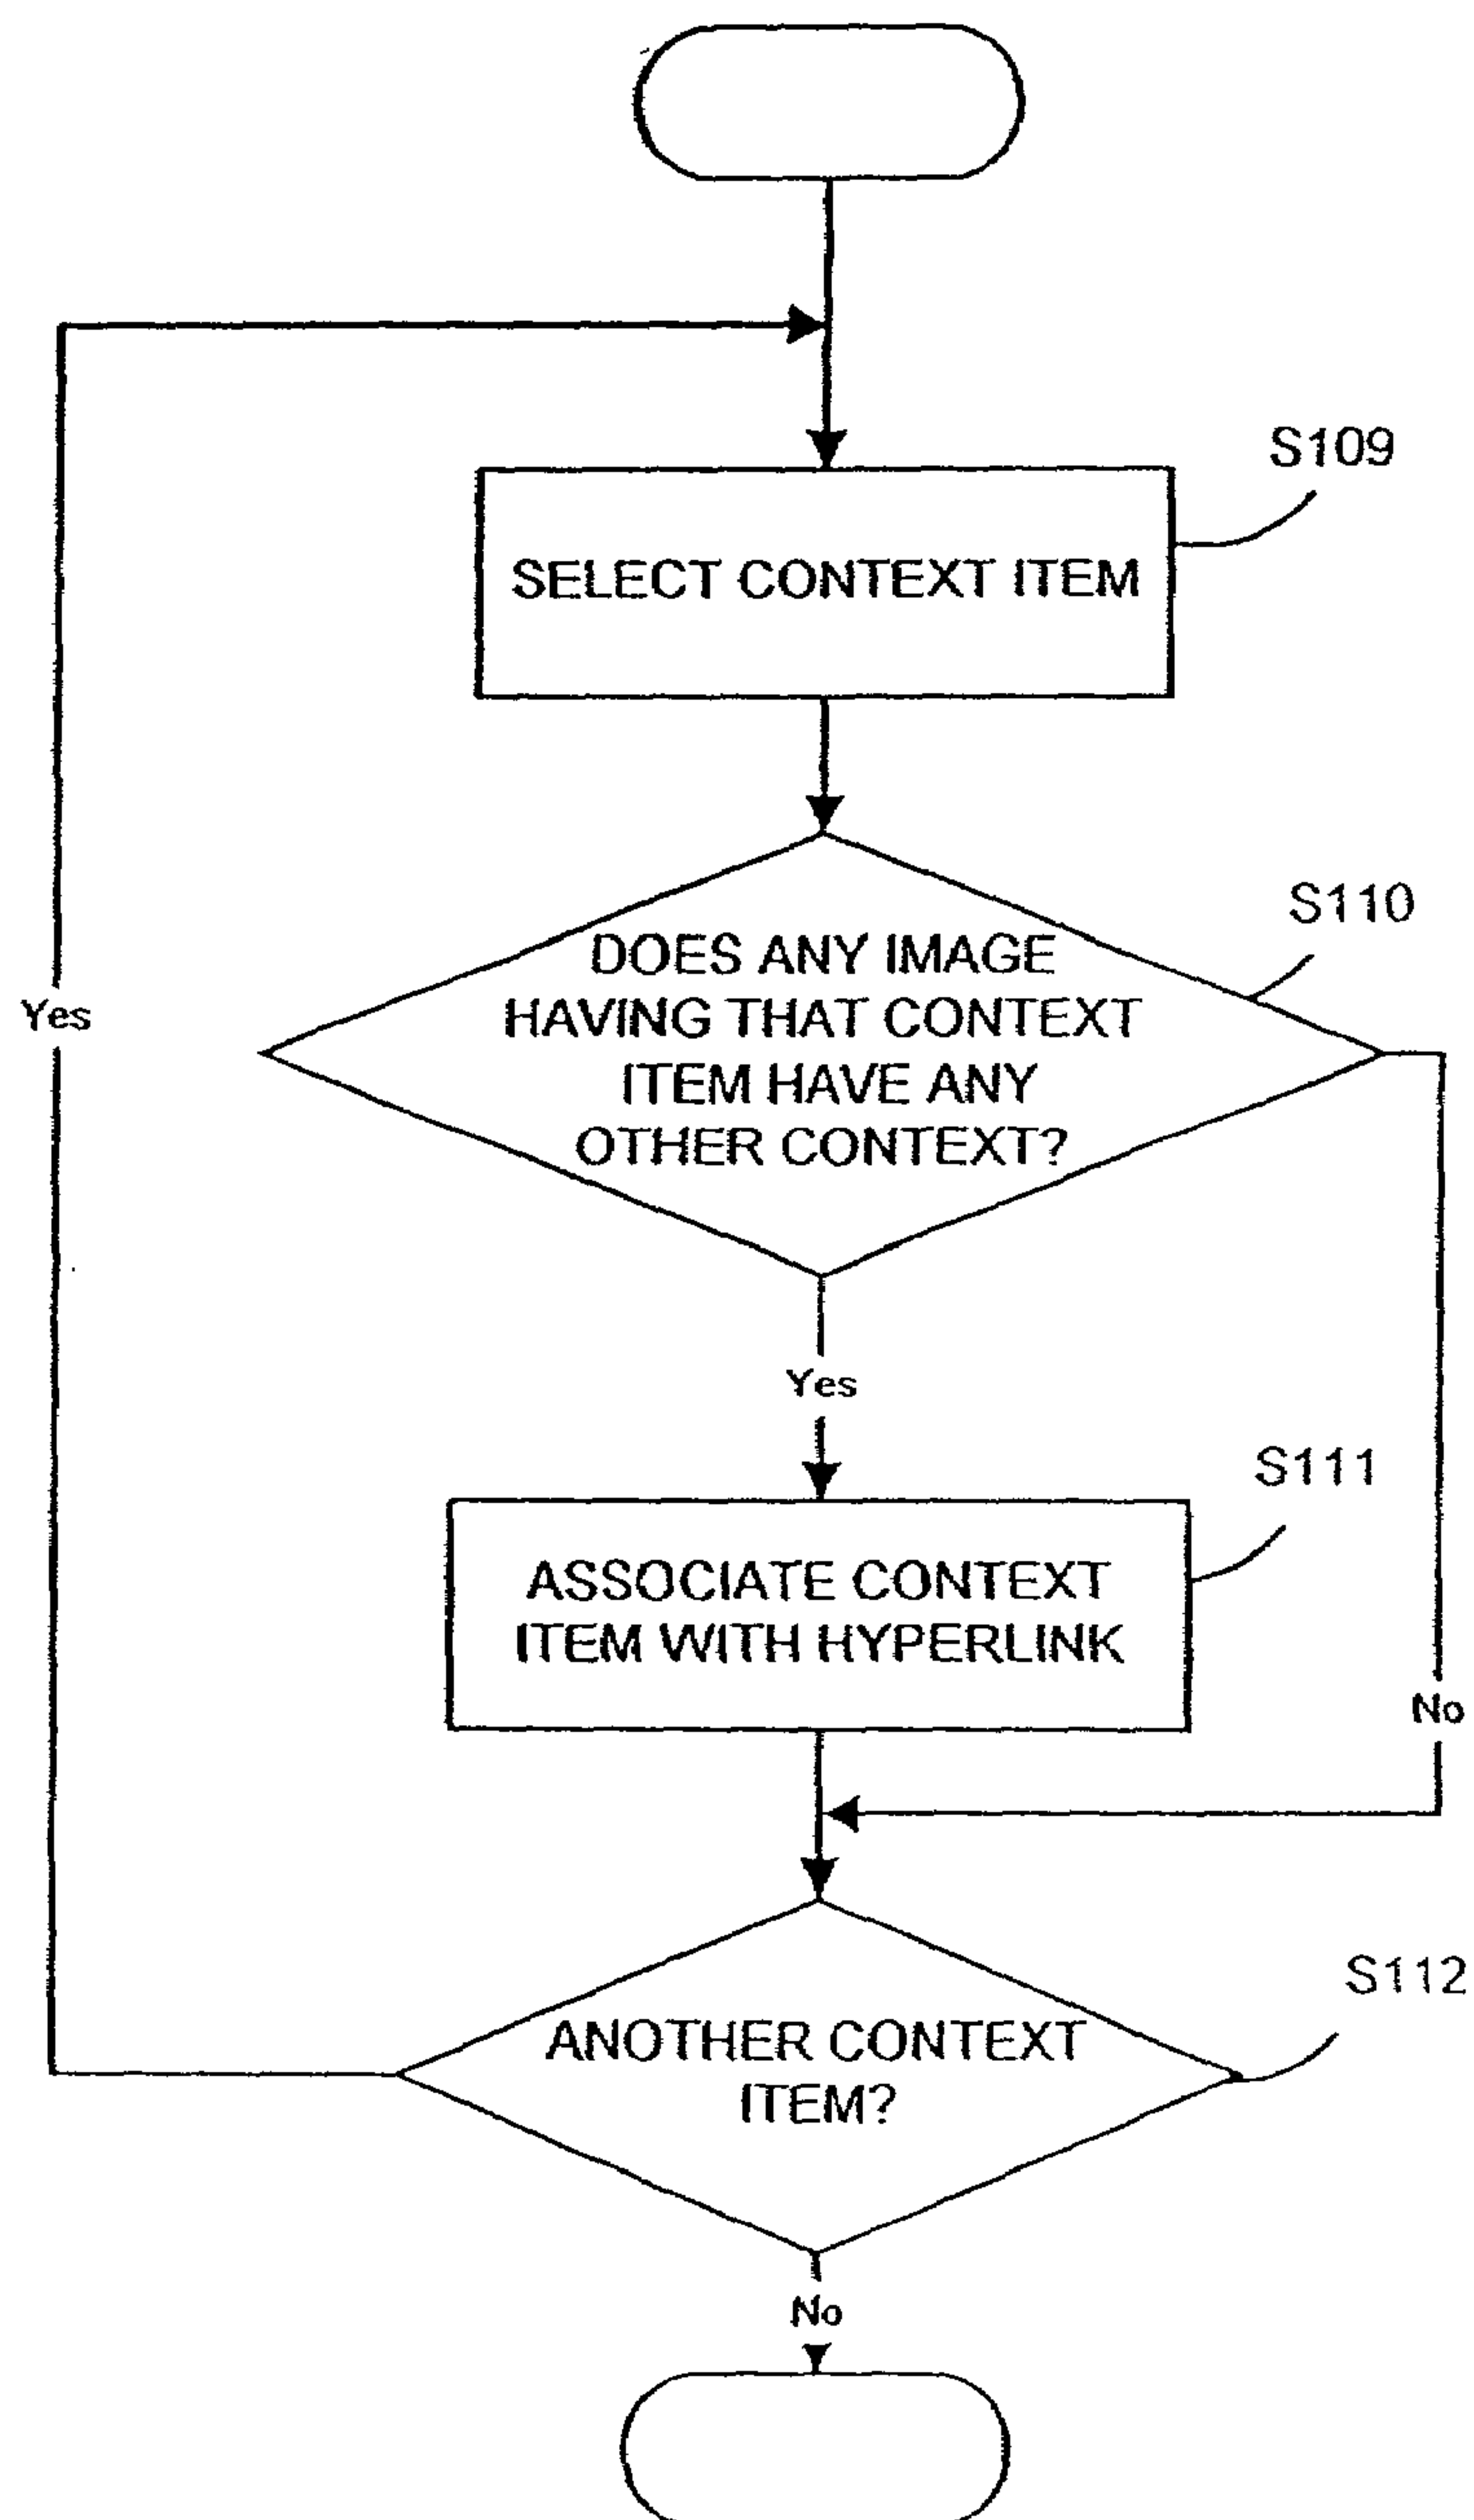 S109
SELECT CONTEXT ITEM
S110
DOES ANY IMAGE
HAVING THAT CONTEXT
ITEM HAVE ANY
OTHER CONTEXT?
Yes
Yes
S111
ASSOCIATE CONTEXT
ITEM WITH HYPERLINK
No
S112
ANOTHER CONTEXT
ITEM?
No